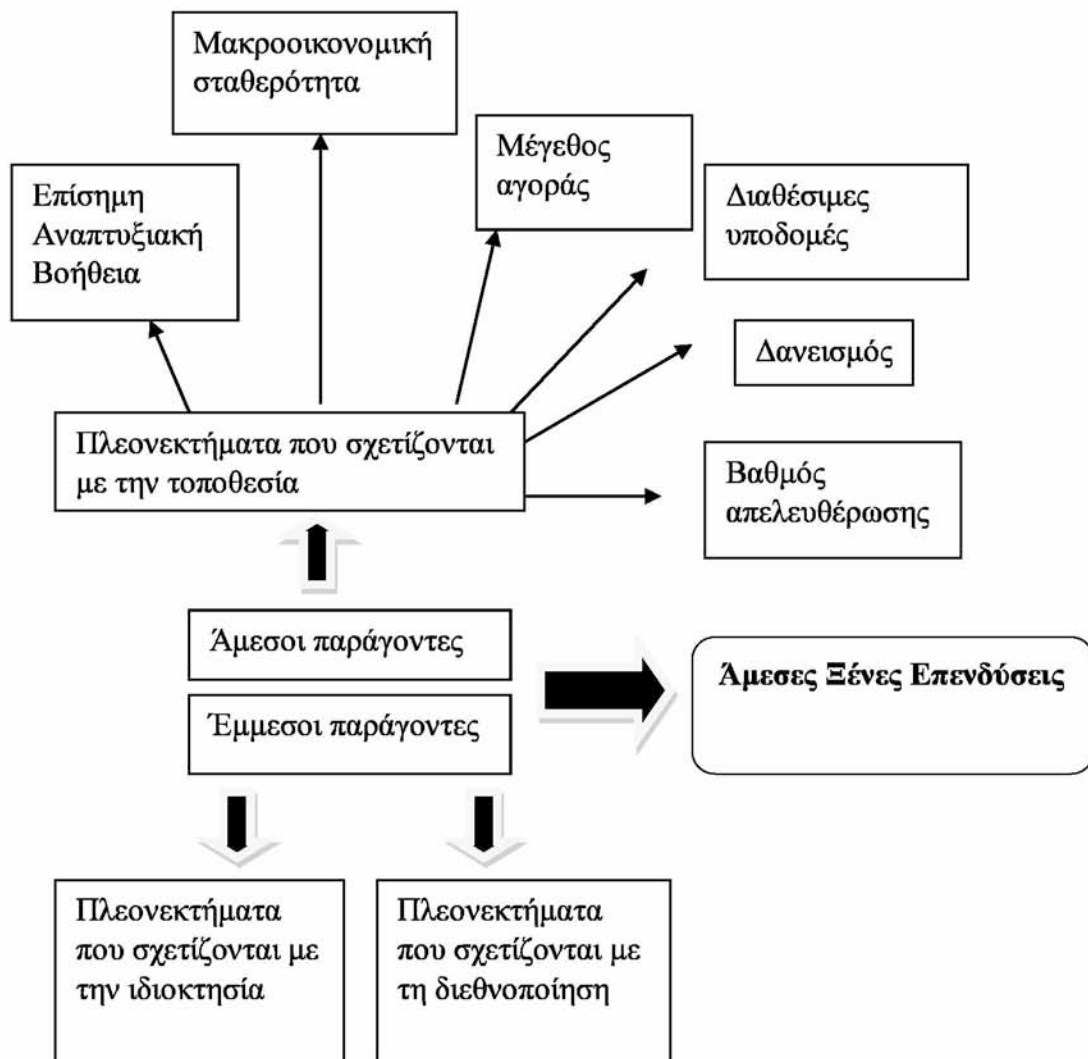 Μακροοικονομική
σταθερότητα
Μέγεθος
αγοράς
Επίσημη
Αναπτυξιακή
Βοήθεια
Διαθέσιμες
υποδομές
Δανεισμός
Πλεονεκτήματα που σχετίζονται
με την τοποθεσία
Βαθμός
απελευθέρωσης
Άμεσοι παράγοντες
Έμμεσοι παράγοντες
Άμεσες Ξένες Επενδύσεις
Πλεονεκτήματα
που σχετίζονται με
την ιδιοκτησία
Πλεονεκτήματα
που σχετίζονται με
τη διεθνοποίηση